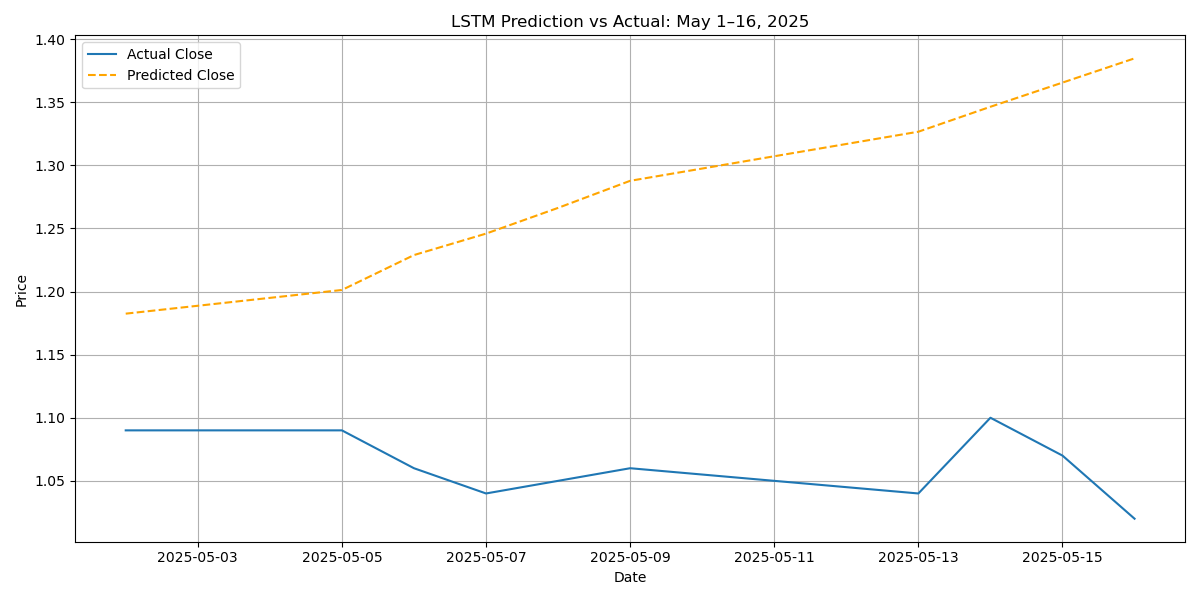 LSTM Prediction vs Actual: May 1–16, 2025
Actual Close
Predicted Close
Price
1.40
1.35
1.30
1.25
1.20
1.15
1.10
1.05
2025-05-03 2025-05-05 2025-05-07 2025-05-09 2025-05-11 2025-05-13 2025-05-15
Date